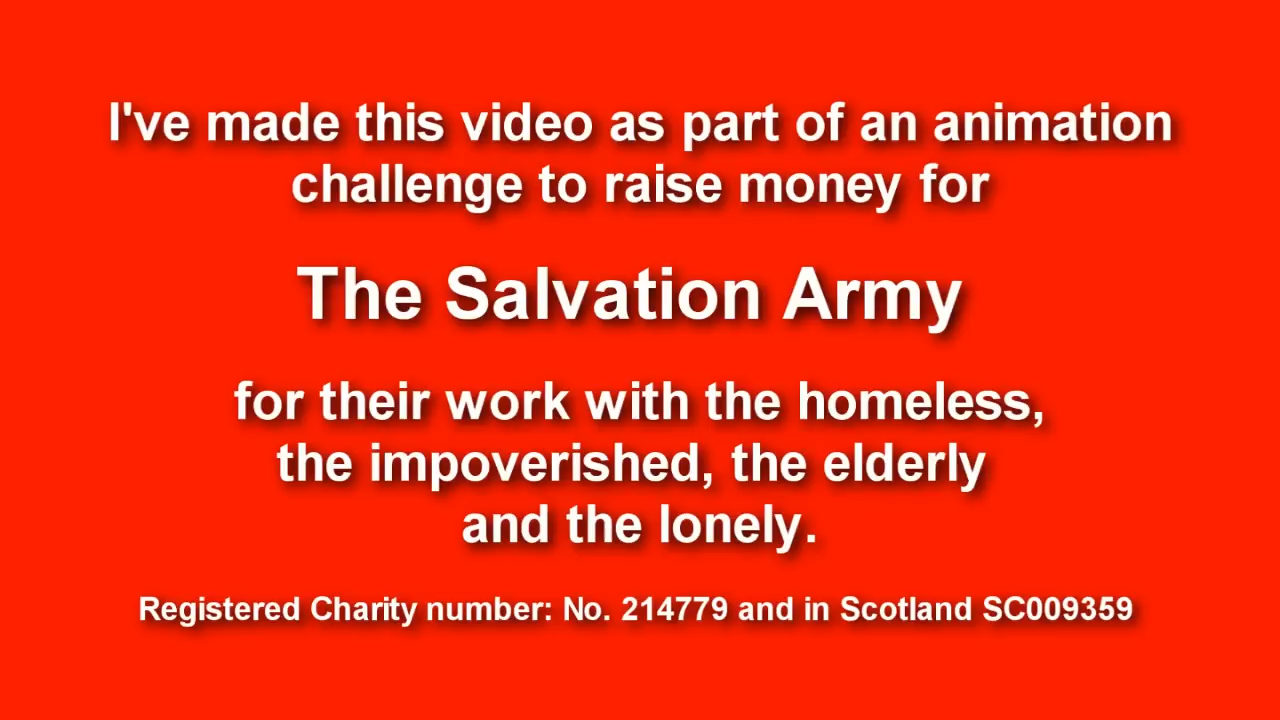 I've made this video as part of an animation
challenge to raise money for
The Salvation Army
for their work with the homeless,
the impoverished, the elderly
and the lonely.
Registered Charity number: No. 214779 and in Scotland SC009359